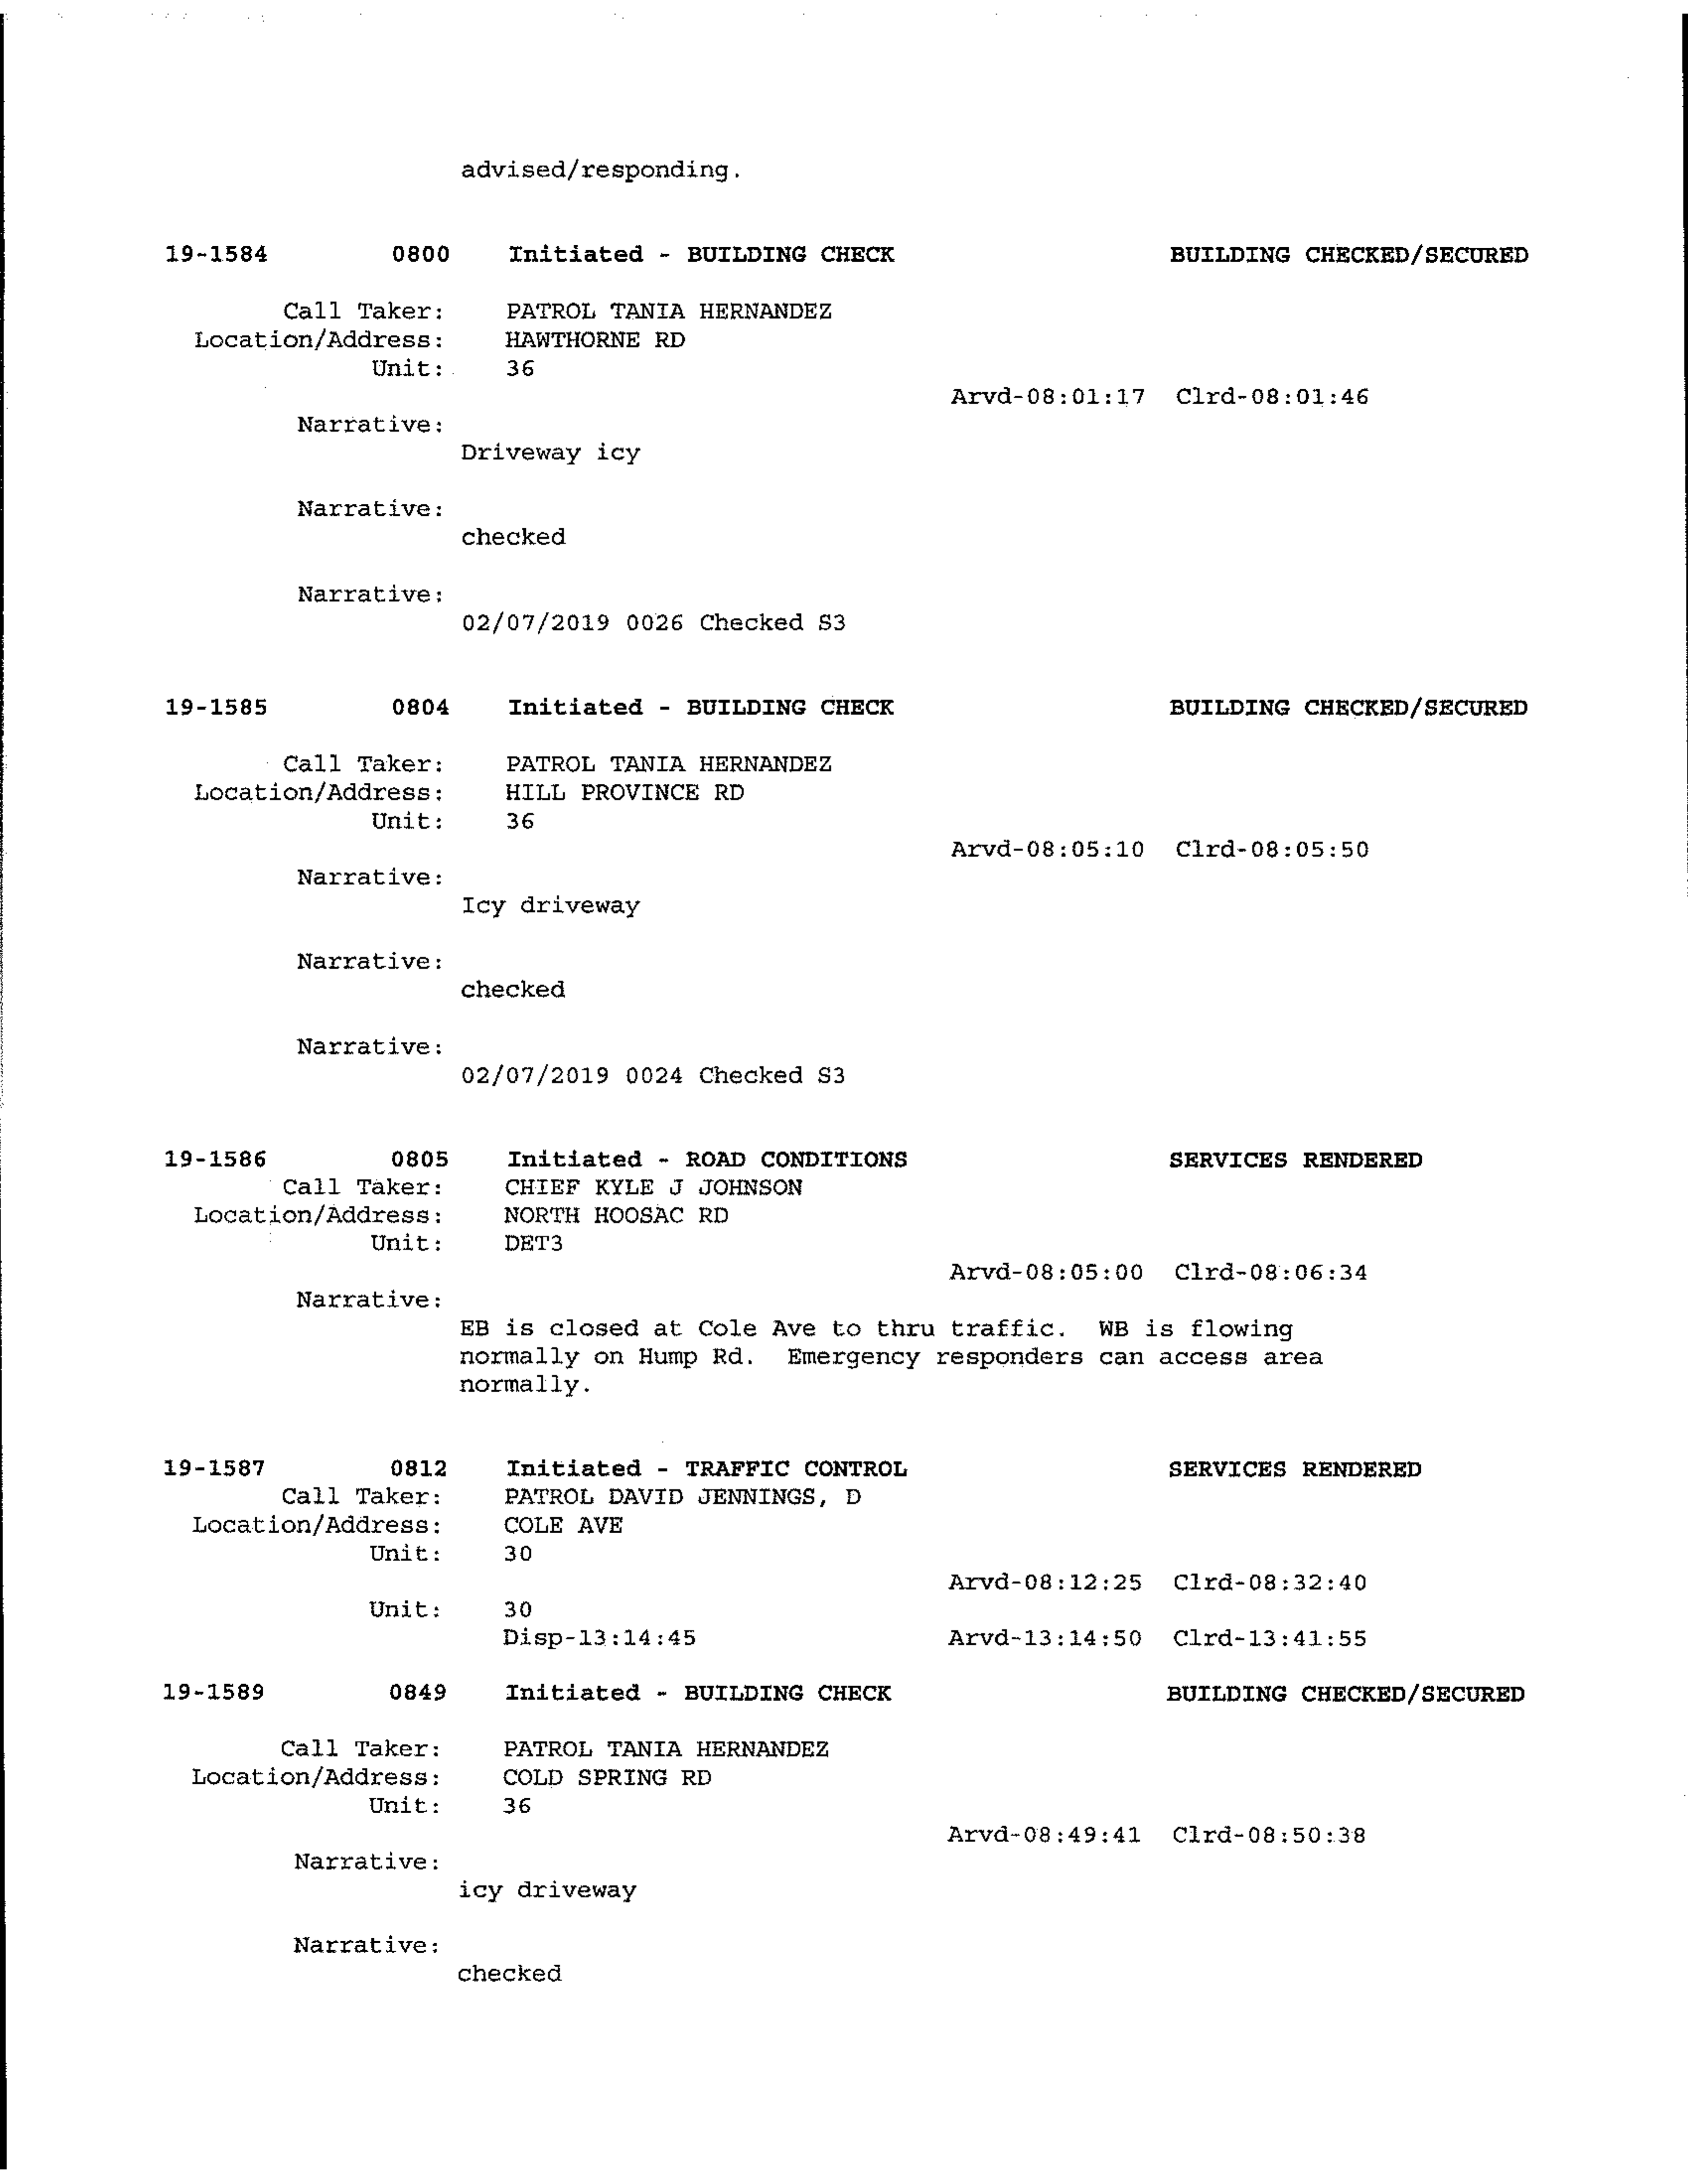 advised/responding.
19-1584 0800 Initiated - BUILDING CHECK BUILDING CHECKED/SECURED
Call Taker: PATROL TANIA HERNANDEZ
Location/Address: HAWTHORNE RD
Unit: 36
Arvd-08:01:17 Clrd-08:01:46
Narrative:
Driveway icy
Narrative:
checked
Narrative:
02/07/2019 0026 Checked S3
19-1585 0804 Initiated - BUILDING CHECK BUILDING CHECKED/SECURED
Call Taker: PATROL TANIA HERNANDEZ
Location/Address: HILL PROVINCE RD
Unit: 36
Arvd-08:05:10 Clrd-08:05:50
Narrative:
Icy driveway
Narrative:
checked
Narrative:
02/07/2019 0024 Checked S3
19-1586 0805 Initiated - ROAD CONDITIONS SERVICES RENDERED
Call Taker: CHIEF KYLE J JOHNSON
Location/Address: NORTH HOOSAC RD
Unit: DET3
Arvd-08:05:00 Clrd-08:06:34
Narrative:
EB is closed at Cole Ave to thru traffic. WB is flowing
normally on Hump Rd. Emergency responders can access area
normally.
19-1587 0812 Initiated - TRAFFIC CONTROL SERVICES RENDERED
Call Taker: PATROL DAVID JENNINGS, D
Location/Address: COLE AVE
Unit: 30
Arvd-08:12:25 Clrd-08:32:40
Unit: 30
Disp-13:14:45 Arvd-13:14:50 Clrd-13:41:55
19-1589 0849 Initiated - BUILDING CHECK BUILDING CHECKED/SECURED
Call Taker: PATROL TANIA HERNANDEZ
Location/Address: COLD SPRING RD
Unit: 36
Arvd-08:49:41 Clrd-08:50:38
Narrative:
icy driveway
Narrative:
checked